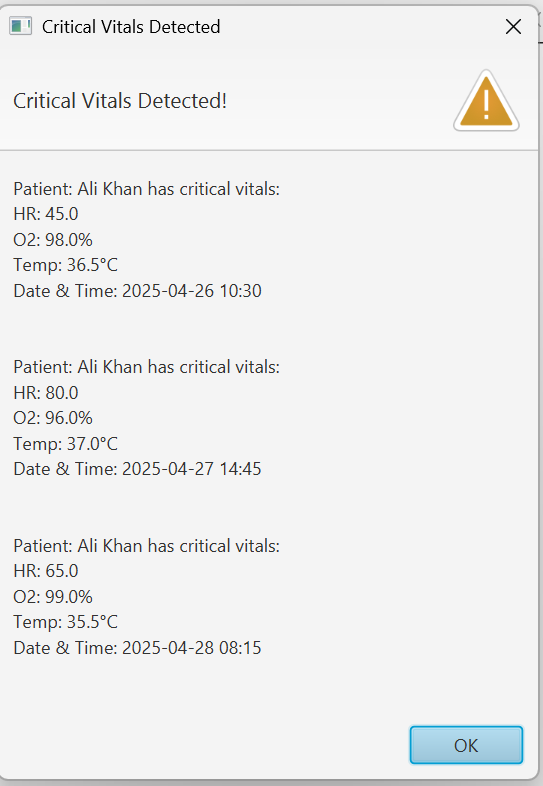 Critical Vitals Detected
Critical Vitals Detected!
Patient: Ali Khan has critical vitals:
HR: 45.0
O2: 98.0%
Temp: 36.5°C
Date & Time: 2025-04-26 10:30
Patient: Ali Khan has critical vitals:
HR: 80.0
O2: 96.0%
Temp: 37.0°C
Date & Time: 2025-04-27 14:45
Patient: Ali Khan has critical vitals:
HR: 65.0
O2: 99.0%
Temp: 35.5°C
Date & Time: 2025-04-28 08:15
OK